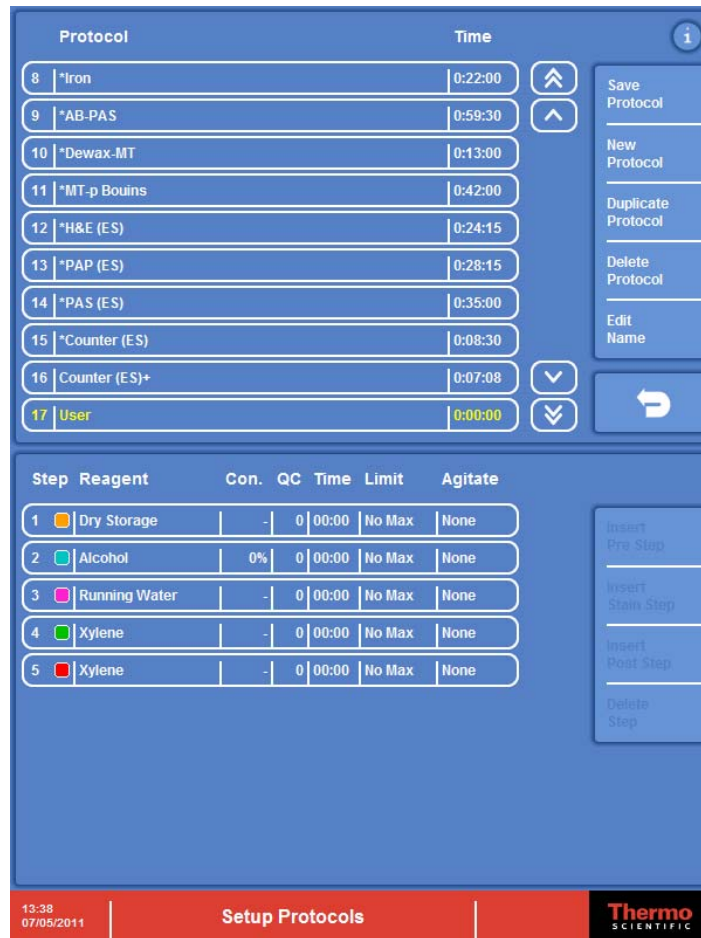 Protocol Time
i
8 *Iron 0:22:00
9 *AB-PAS 0:59:30
10 *Dewax-MT 0:13:00
11 *MT-p Bouins 0:42:00
12 *H&E (ES) 0:24:15
13 *PAP (ES) 0:28:15
14 *PAS (ES) 0:35:00
15 *Counter (ES) 0:08:30
16 Counter (ES)+ 0:07:08
17 User 0:00:00
Save
Protocol
New
Protocol
Duplicate
Protocol
Delete
Protocol
Edit
Name
Step Reagent Con. QC Time Limit Agitate
1 Dry Storage - 0 00:00 No Max None
2 Alcohol 0% 0 00:00 No Max None
3 Running Water - 0 00:00 No Max None
4 Xylene - 0 00:00 No Max None
5 Xylene - 0 00:00 No Max None
Insert
Pre Step
Insert
Stain Step
Insert
Post Step
Delete
Step
13:38
07/05/2011
Setup Protocols
Thermo
SCIENTIFIC